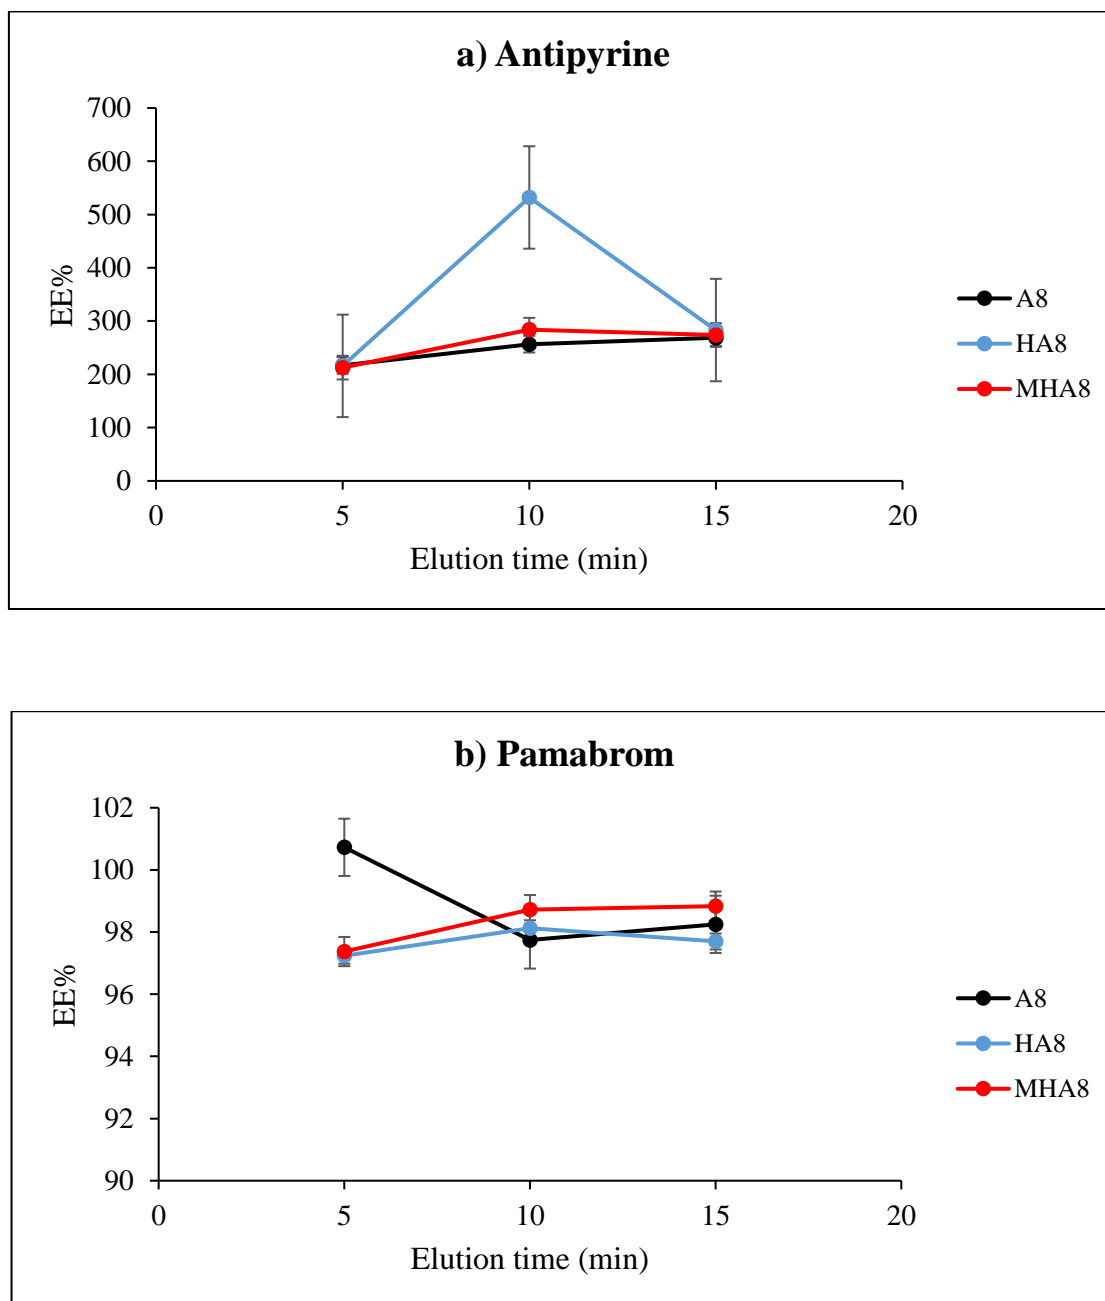 a) Antipyrine
700
600
500
400
300
200
100
0
EE%
0 5 10 15 20
Elution time (min)
A8
HA8
MHA8
b) Pamabrom
102
100
98
96
94
92
90
EE%
0 5 10 15 20
Elution time (min)
A8
HA8
MHA8